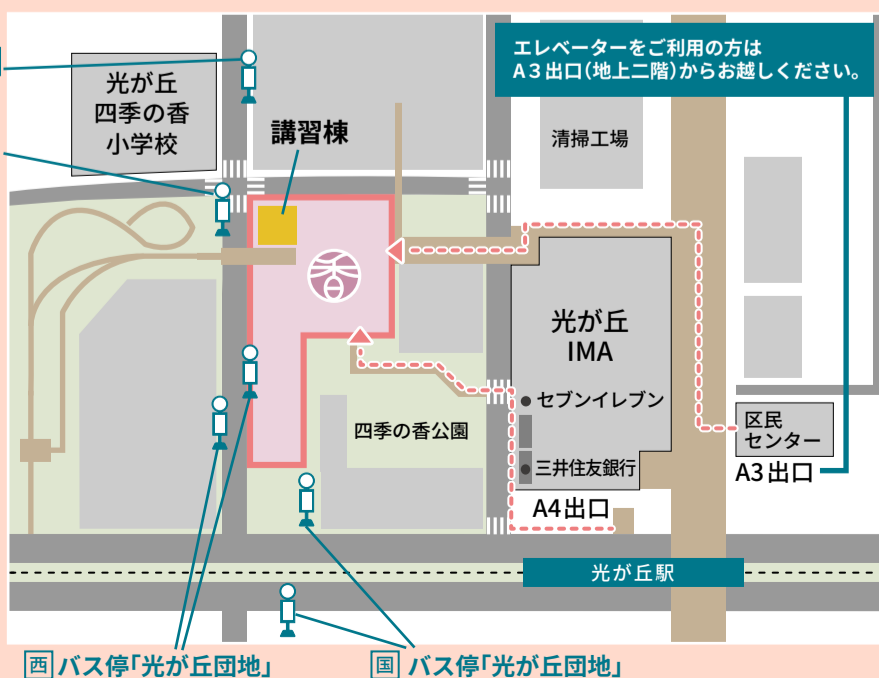 エレベーターをご利用の方は
A3出口(地上二階)からお越しください。
光が丘
四季の香
小学校
講習棟
清掃工場
香
光が丘
IMA
セブンイレブン
四季の香公園
区民
センター
三井住友銀行
A3出口
A4出口
光が丘駅
西 バス停「光が丘団地」
国 バス停「光が丘団地」